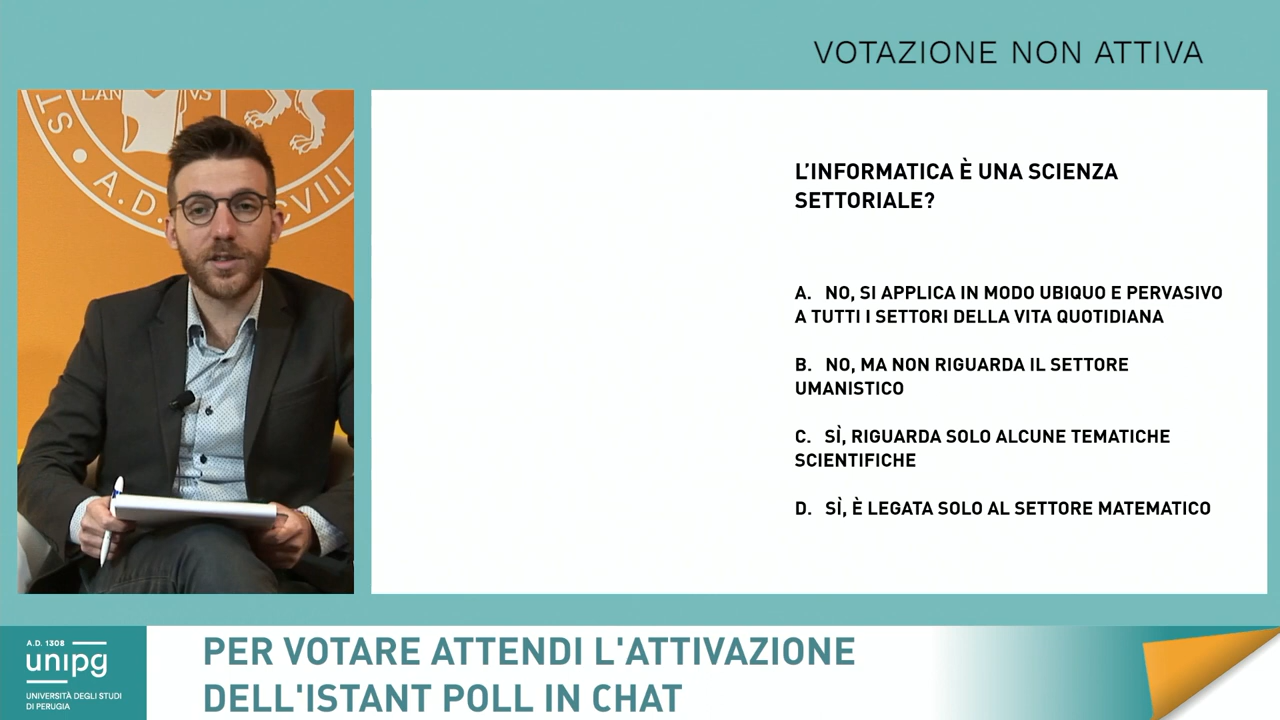 VOTAZIONE NON ATTIVA
A.D.
CVIII
L'INFORMATICA È UNA SCIENZA
SETTORIALE?
A. NO, SI APPLICA IN MODO UBIQUO E PERVASIVO
A TUTTI I SETTORI DELLA VITA QUOTIDIANA
B. NO, MA NON RIGUARDA IL SETTORE
UMANISTICO
C. SÌ, RIGUARDA SOLO ALCUNE TEMATICHE
SCIENTIFICHE
D. SÌ, È LEGATA SOLO AL SETTORE MATEMATICO
A.D. 1308
unipg
UNIVERSITÀ DEGLI STUDI
DI PERUGIA
PER VOTARE ATTENDI L'ATTIVAZIONE
DELL'ISTANT POLL IN CHAT